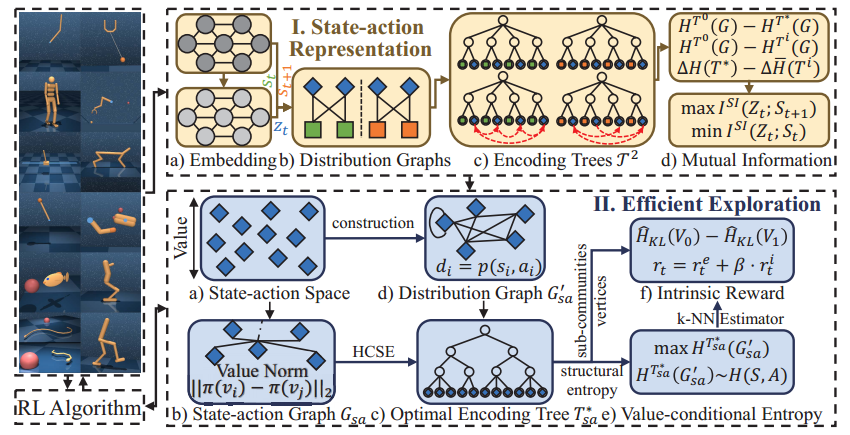 I. State-action
Representation
S_t
S_{t+1}
Z_t
a) Embedding
b) Distribution Graphs
c) Encoding Trees 𝒯²
H^{T^0}(G) − H^{T^*}(G)
H^{T^0}(G) − H^{T^i}(G)
ΔH(T^*) − ΔH̄(T^i)
max I^{SI}(Z_t; S_{t+1})
min I^{SI}(Z_t; S_t)
d) Mutual Information
II. Efficient Exploration
Value
construction
a) State-action Space
d_i = p(s_i, a_i)
d) Distribution Graph G'_{sa}
sub-communities
vertices
Ĥ_{KL}(V_0) − Ĥ_{KL}(V_1)
r_t = r_t^e + β · r_t^i
f) Intrinsic Reward
k-NN Estimator
Value Norm
||π(v_i) − π(v_j)||_2
HCSE
structural
entropy
max H^{T^*_{sa}}(G'_{sa})
H^{T^*_{sa}}(G'_{sa})~H(S, A)
RL Algorithm
b) State-action Graph G_{sa}
c) Optimal Encoding Tree T^*_{sa}
e) Value-conditional Entropy